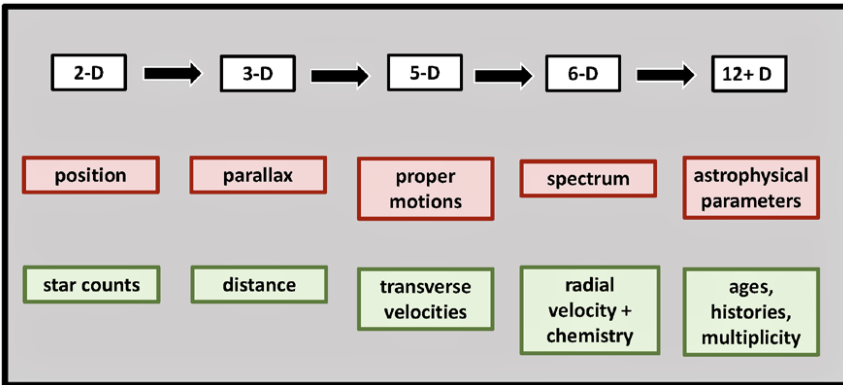 2-D
3-D
5-D
6-D
12+ D
position
parallax
proper
motions
spectrum
astrophysical
parameters
star counts
distance
transverse
velocities
radial
velocity +
chemistry
ages,
histories,
multiplicity